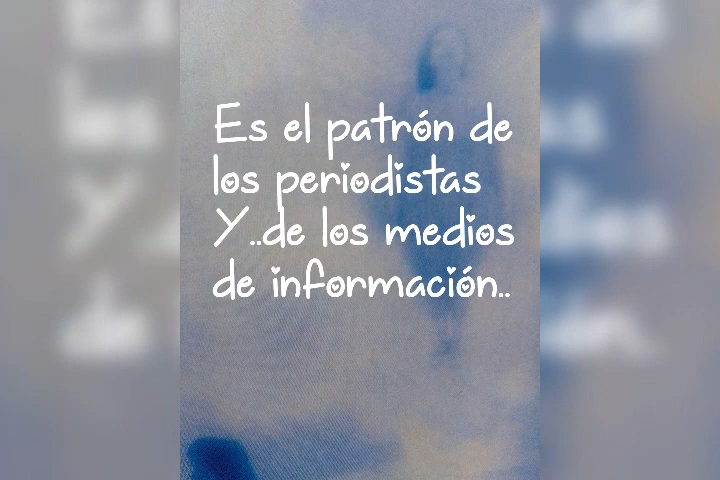 Es el patrón de
los periodistas
Y..de los medios
de información..